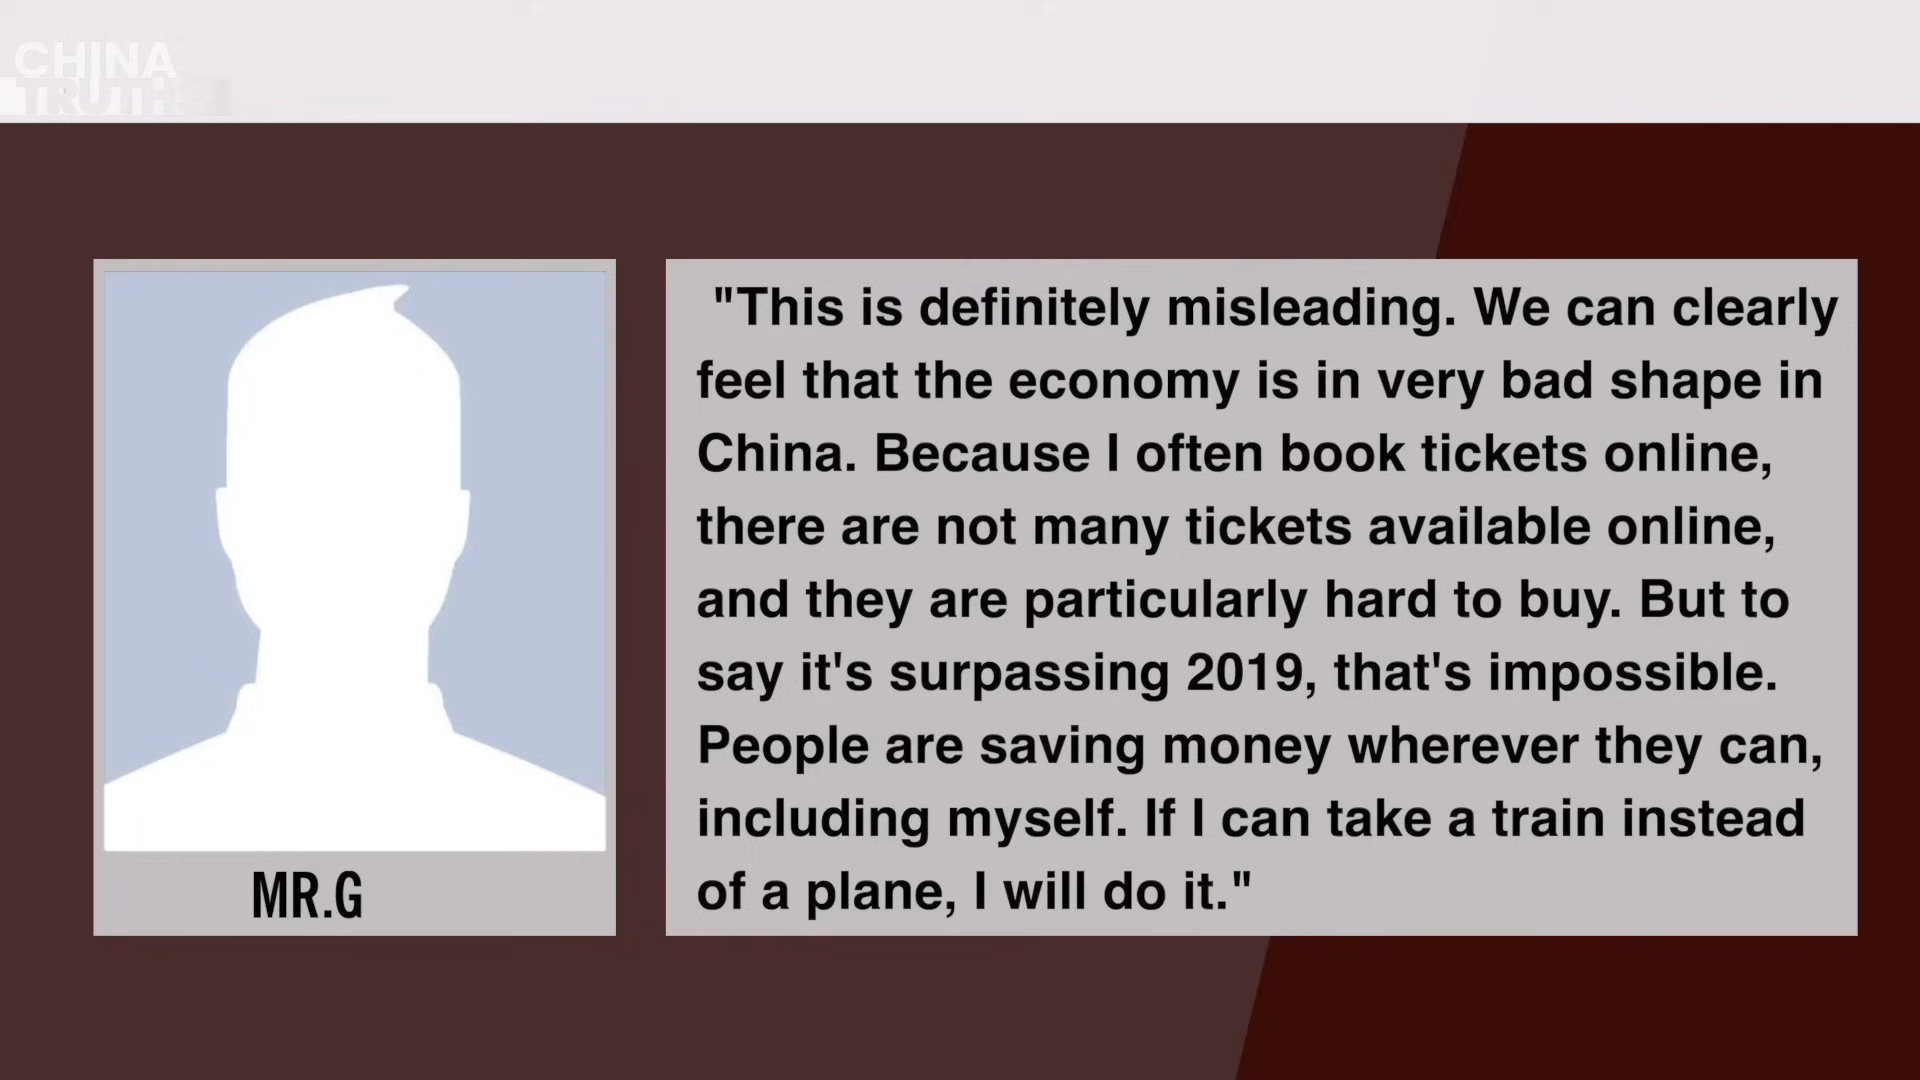 CHINA
TRUTHS
"This is definitely misleading. We can clearly
feel that the economy is in very bad shape in
China. Because I often book tickets online,
there are not many tickets available online,
and they are particularly hard to buy. But to
say it's surpassing 2019, that's impossible.
People are saving money wherever they can,
including myself. If I can take a train instead
of a plane, I will do it."
MR.G